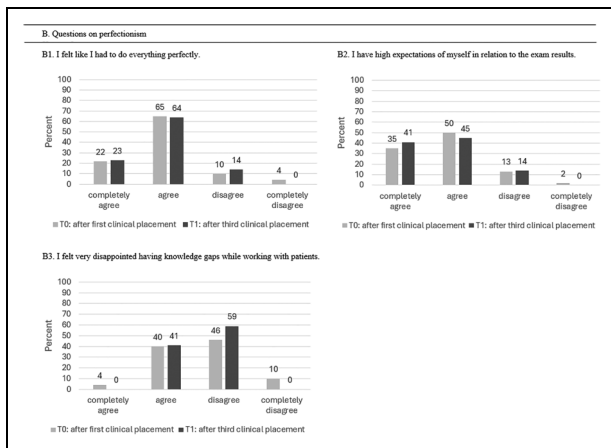 B. Questions on perfectionism
B1. I felt like I had to do everything perfectly.
100
90
80
70
60
50
40
30
20
10
0
Percent
22 23
65 64
10 14
4 0
completely agree
agree
disagree
completely disagree
T0: after first clinical placement T1: after third clinical placement
B2. I have high expectations of myself in relation to the exam results.
100
90
80
70
60
50
40
30
20
10
0
Percent
35 41
50 45
13 14
2 0
completely agree
agree
disagree
completely disagree
T0: after first clinical placement T1: after third clinical placement
B3. I felt very disappointed having knowledge gaps while working with patients.
100
90
80
70
60
50
40
30
20
10
0
Percent
4 0
40 41
46 59
10 0
completely agree
agree
disagree
completely disagree
T0: after first clinical placement T1: after third clinical placement